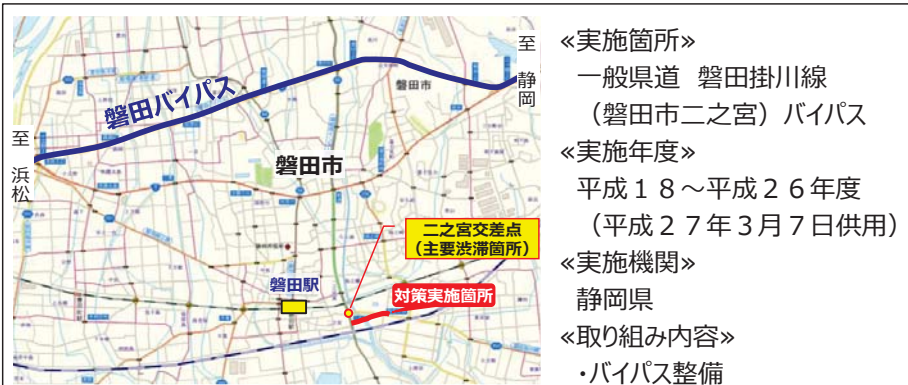 至
静
岡
磐田市
磐田バイパス
至
浜
松
磐田市
二之宮交差点
（主要渋滞箇所）
磐田駅
対策実施箇所
≪実施箇所≫
一般県道　磐田掛川線
（磐田市二之宮）バイパス
≪実施年度≫
平成１８～平成２６年度
（平成２７年３月７日供用）
≪実施機関≫
静岡県
≪取り組み内容≫
・バイパス整備